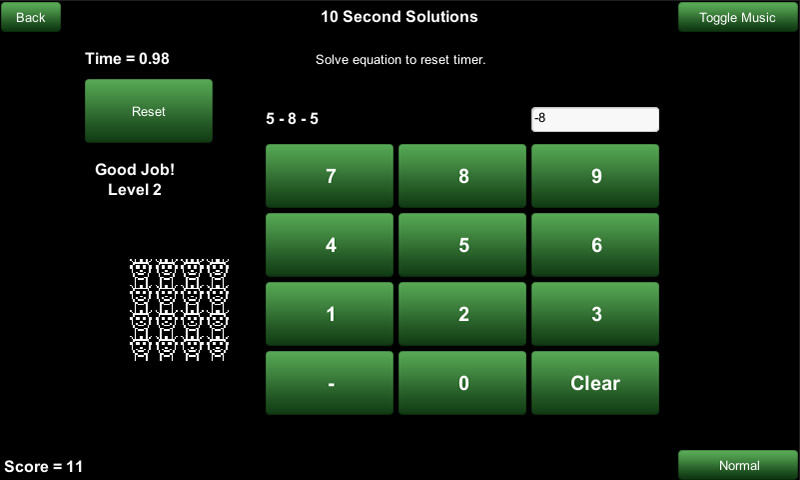 Back
10 Second Solutions
Toggle Music
Time = 0.98
Solve equation to reset timer.
Reset
5 - 8 - 5
-8
Good Job!
Level 2
7 8 9
4 5 6
1 2 3
- 0 Clear
Score = 11
Normal